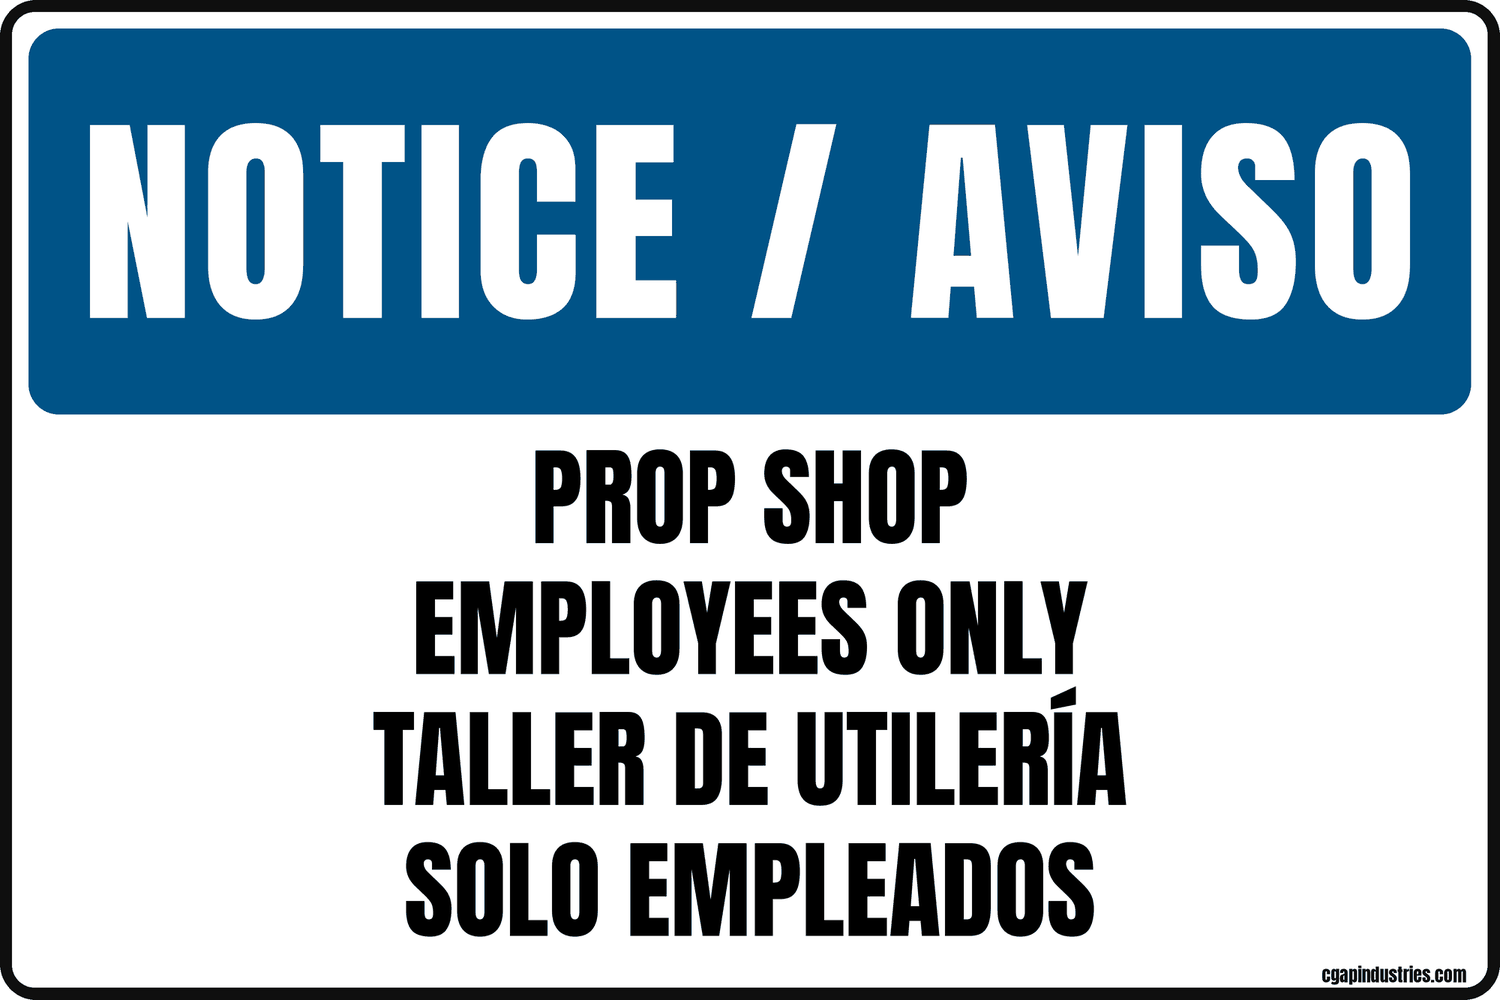 NOTICE / AVISO
PROP SHOP
EMPLOYEES ONLY
TALLER DE UTILERÍA
SOLO EMPLEADOS
cgapindustries.com